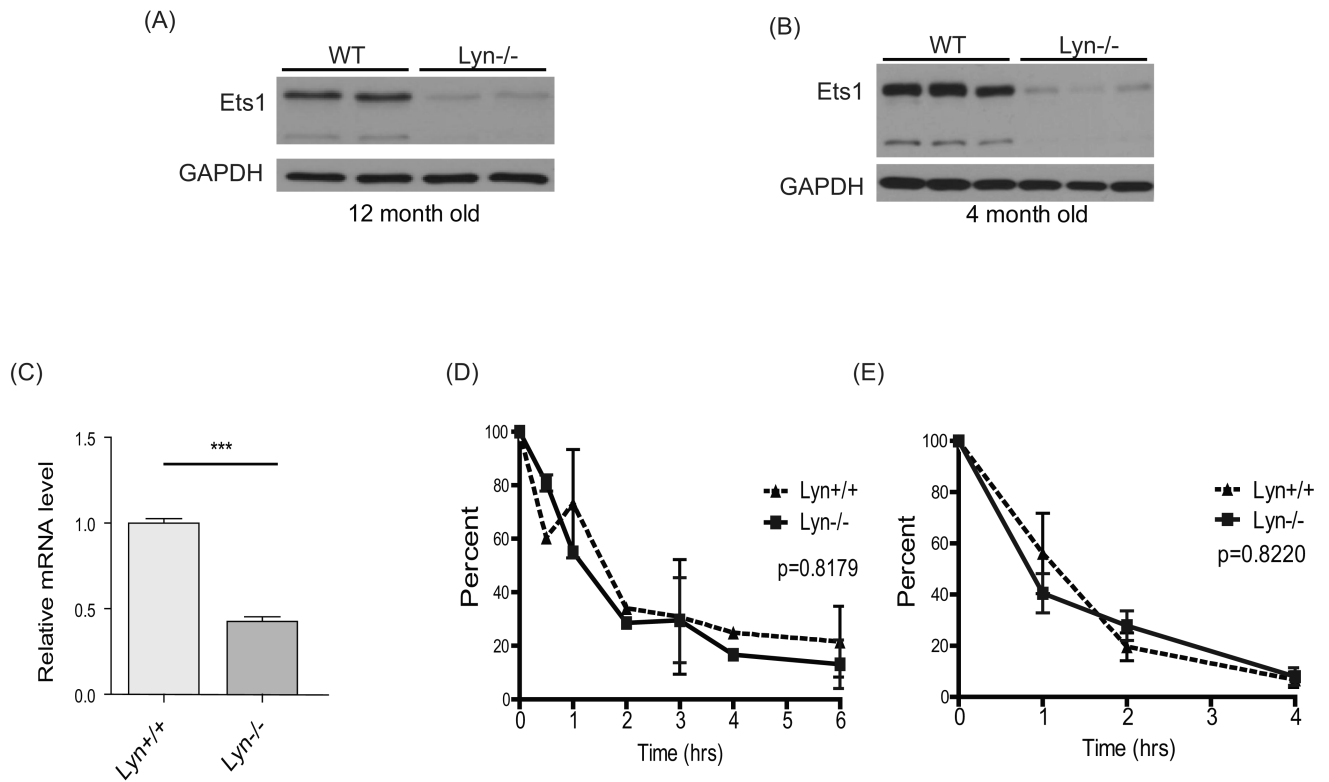 (A)
WT Lyn-/-
Ets1
GAPDH
12 month old
(B)
WT Lyn-/-
Ets1
GAPDH
4 month old
(C)
Relative mRNA level
1.5
1.0
0.5
0.0
***
Lyn+/+
Lyn-/-
(D)
Percent
100
80
60
40
20
0
0 1 2 3 4 5 6
Time (hrs)
Lyn+/+
Lyn-/-
p=0.8179
(E)
Percent
100
80
60
40
20
0
0 1 2 3 4
Time (hrs)
Lyn+/+
Lyn-/-
p=0.8220